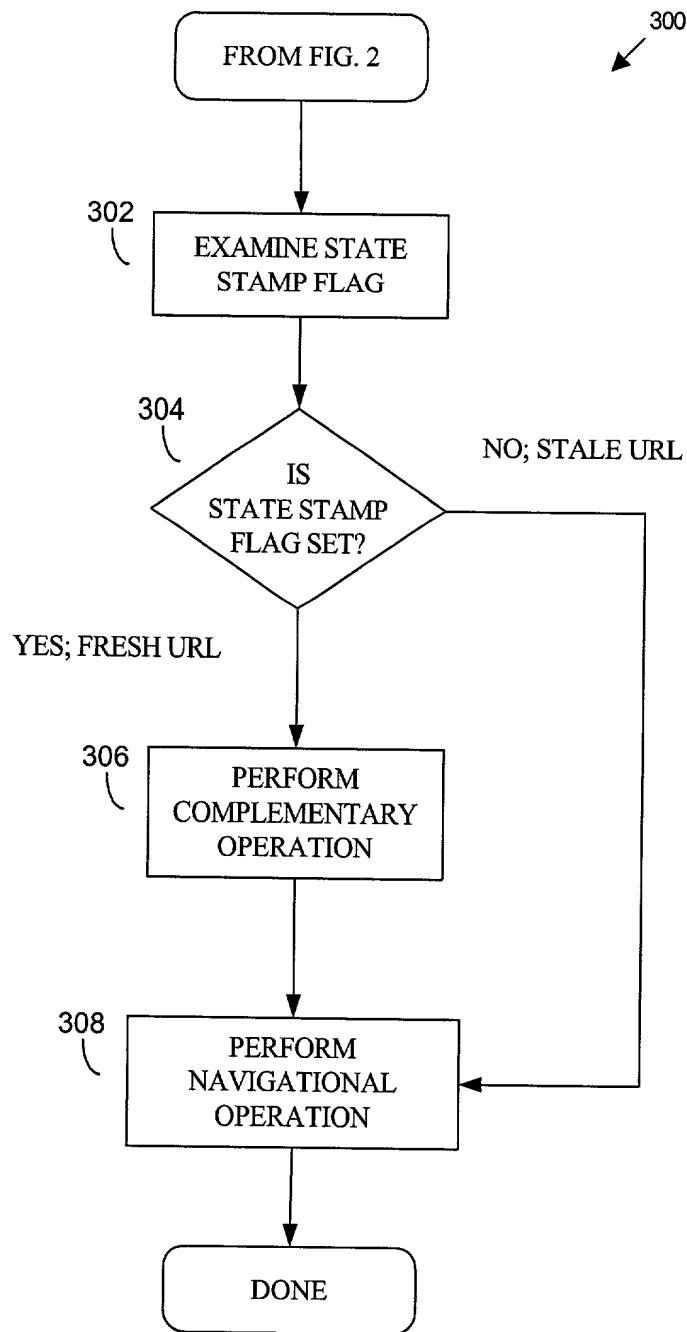 300
FROM FIG. 2
302
EXAMINE STATE
STAMP FLAG
304
NO; STALE URL
IS
STATE STAMP
FLAG SET?
YES; FRESH URL
306
PERFORM
COMPLEMENTARY
OPERATION
308
PERFORM
NAVIGATIONAL
OPERATION
DONE